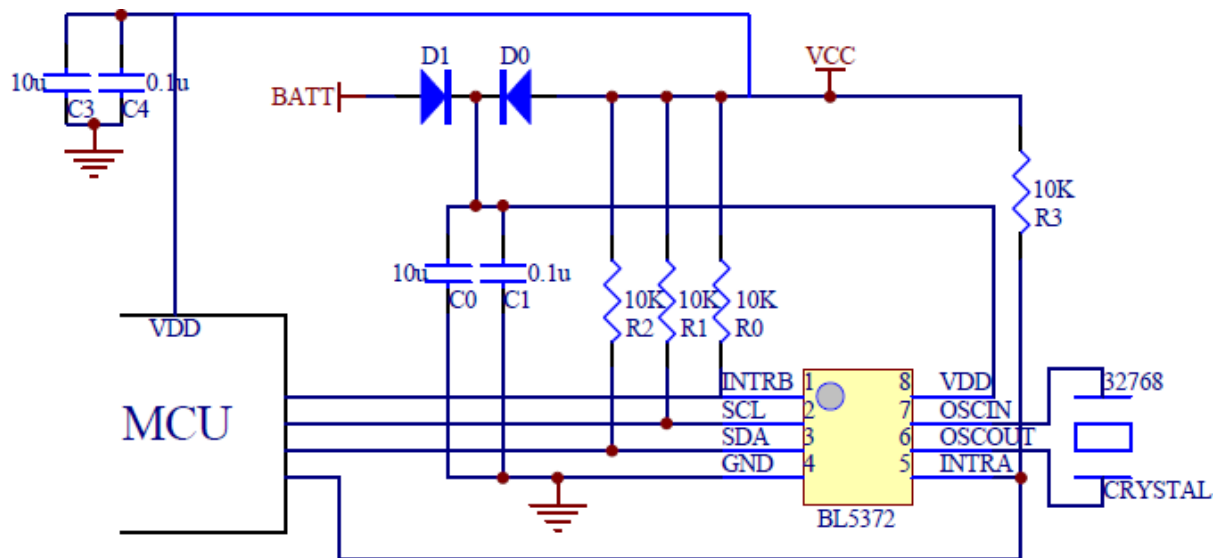 D1 D0 VCC
10u 0.1u
BATT
C3 C4
10K
R3
10u 0.1u
C0 C1
10K 10K 10K
R2 R1 R0
VDD
MCU
INTRB 1 8 VDD 32768
SCL 2 7 OSCIN
SDA 3 6 OSCOUT
GND 4 5 INTRA
CRYSTAL
BL5372